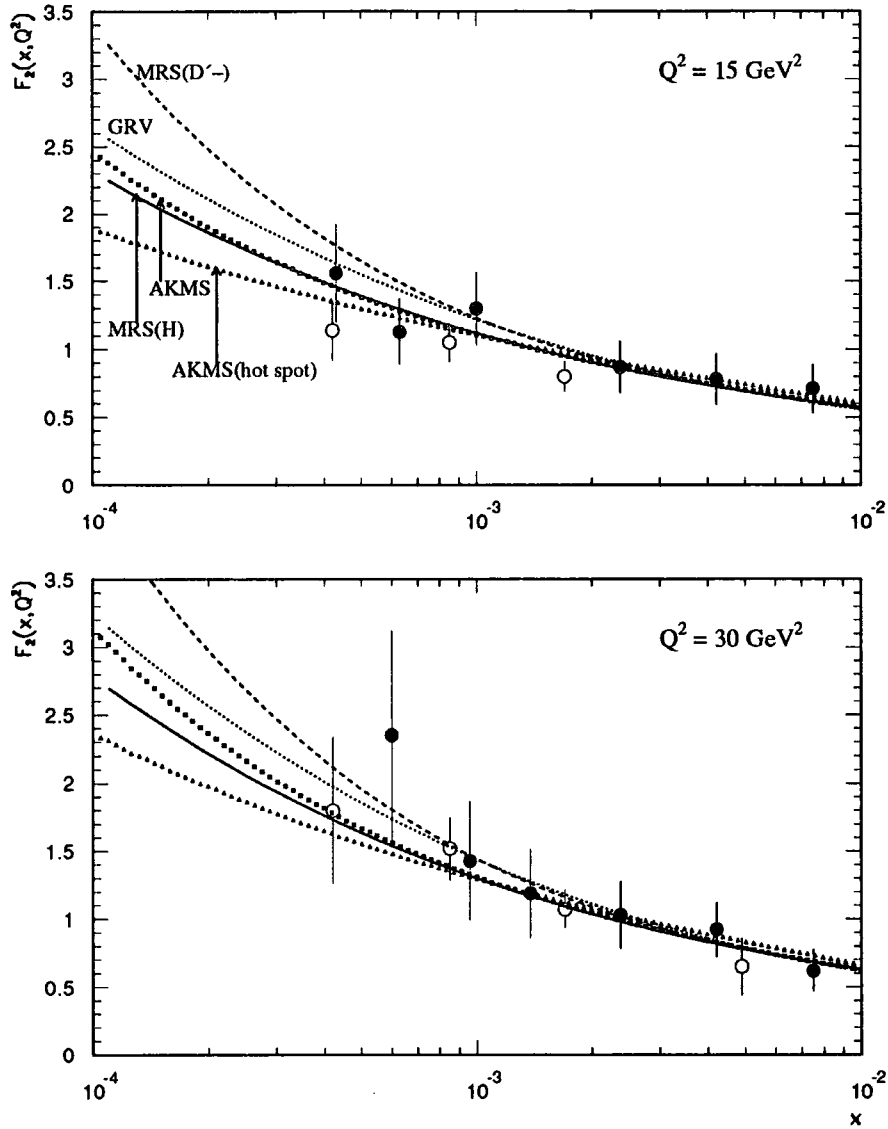 F₂(x,Q²)
3.5
3
2.5
2
1.5
1
0.5
0
MRS(D´–)
Q² = 15 GeV²
GRV
AKMS
MRS(H)
AKMS(hot spot)
10⁻⁴
10⁻³
10⁻²
F₂(x,Q²)
3.5
3
2.5
2
1.5
1
0.5
0
Q² = 30 GeV²
10⁻⁴
10⁻³
10⁻²
x